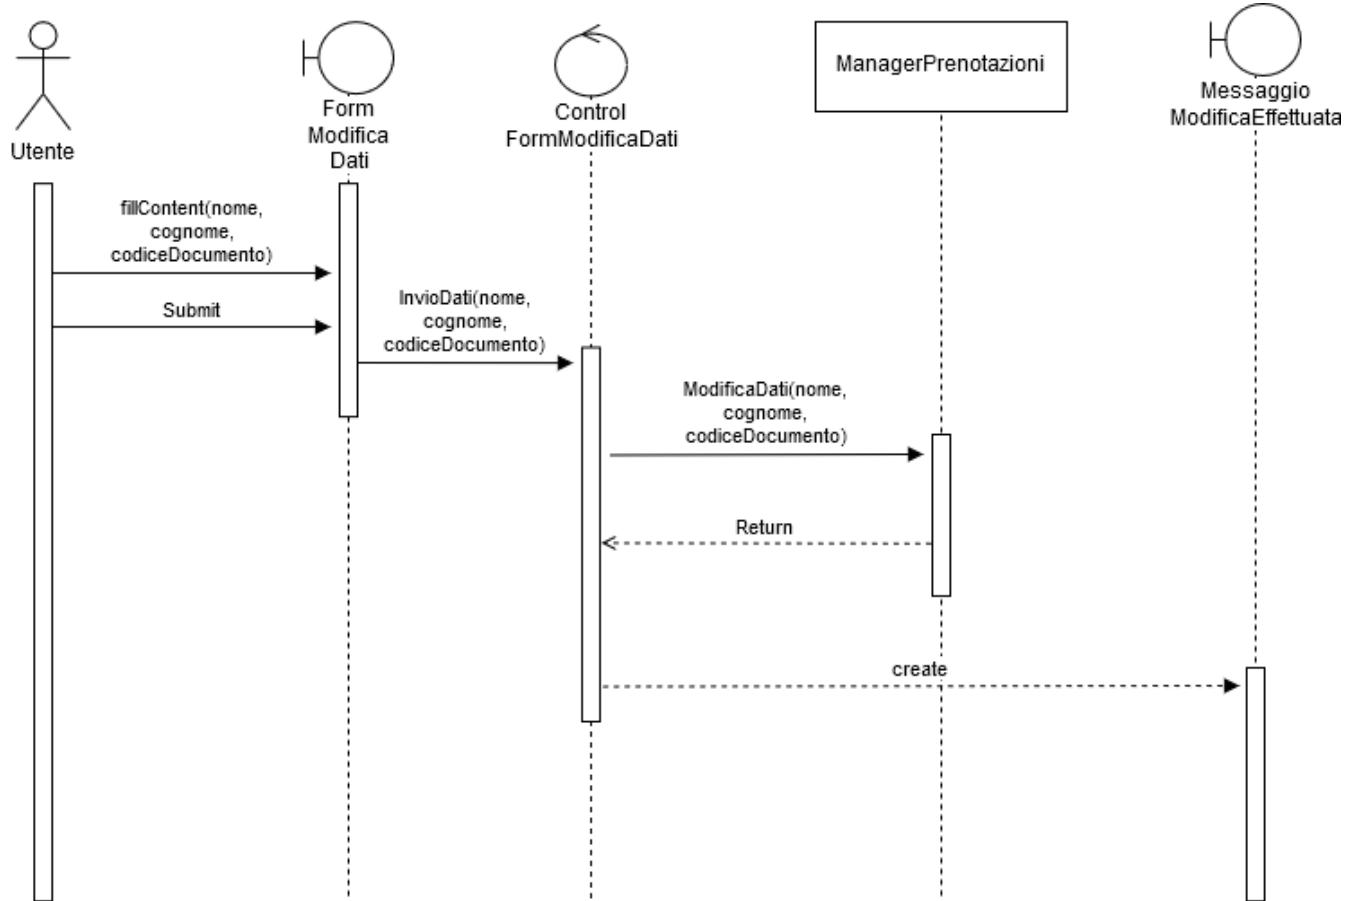 Utente
Form
Modifica
Dati
Control
FormModificaDati
ManagerPrenotazioni
Messaggio
ModificaEffettuata
fillContent(nome,
cognome,
codiceDocumento)
Submit
InvioDati(nome,
cognome,
codiceDocumento)
ModificaDati(nome,
cognome,
codiceDocumento)
Return
create